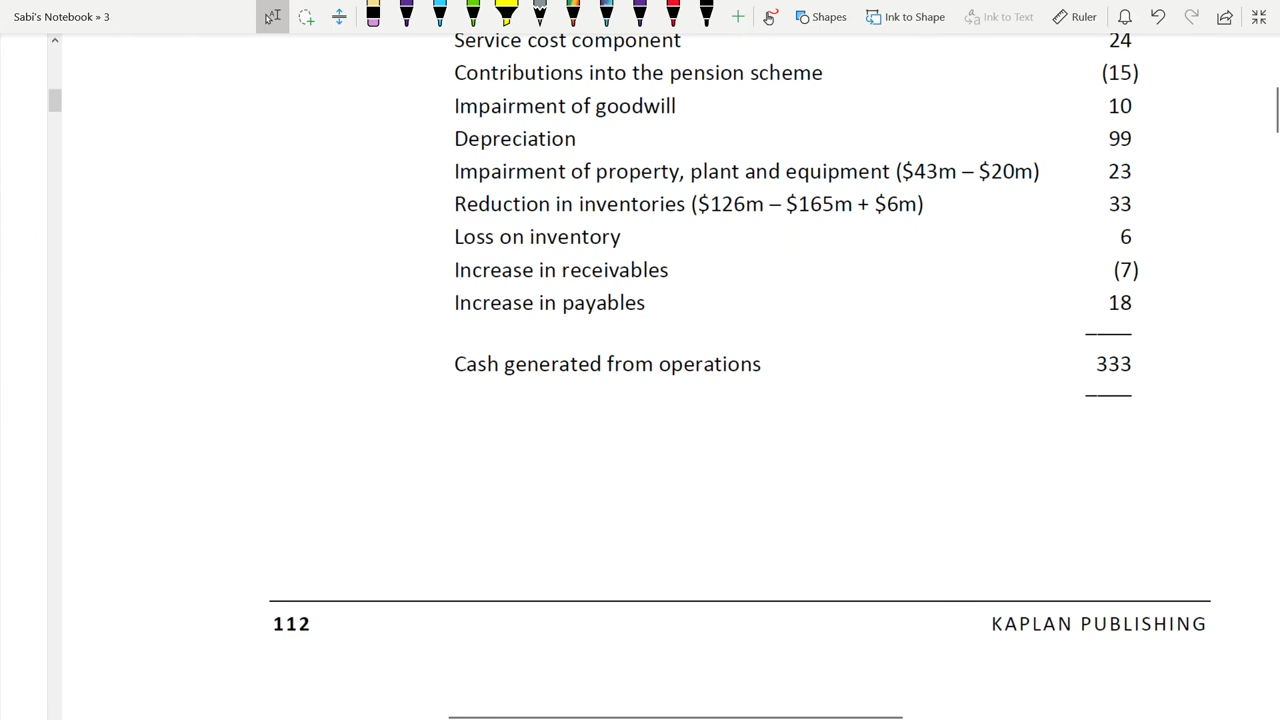 Sabi's Notebook » 3
Shapes
Ink to Shape
Ink to Text
Ruler
Service cost component 24
Contributions into the pension scheme (15)
Impairment of goodwill 10
Depreciation 99
Impairment of property, plant and equipment ($43m – $20m) 23
Reduction in inventories ($126m – $165m + $6m) 33
Loss on inventory 6
Increase in receivables (7)
Increase in payables 18
Cash generated from operations 333
112 KAPLAN PUBLISHING